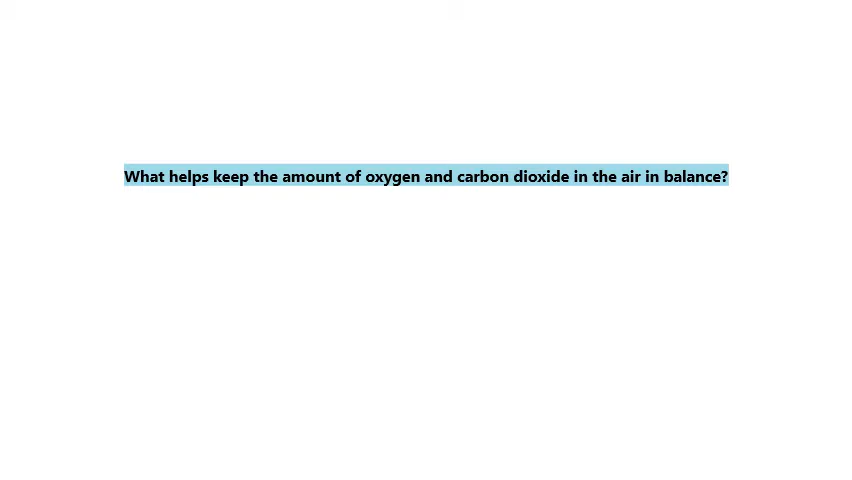 What helps keep the amount of oxygen and carbon dioxide in the air in balance?